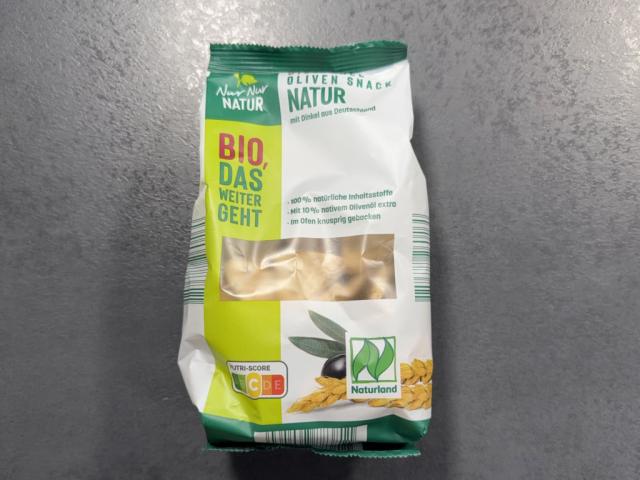 Nur Nur
NATUR
OLIVEN SNACK
NATUR
mit Dinkel aus Deutschland
BIO,
DAS
WEITER
GEHT
- 100 % natürliche Inhaltsstoffe
- Mit 10 % nativem Olivenöl extra
- Im Ofen knusprig gebacken
NUTRI-SCORE
C D E
Naturland